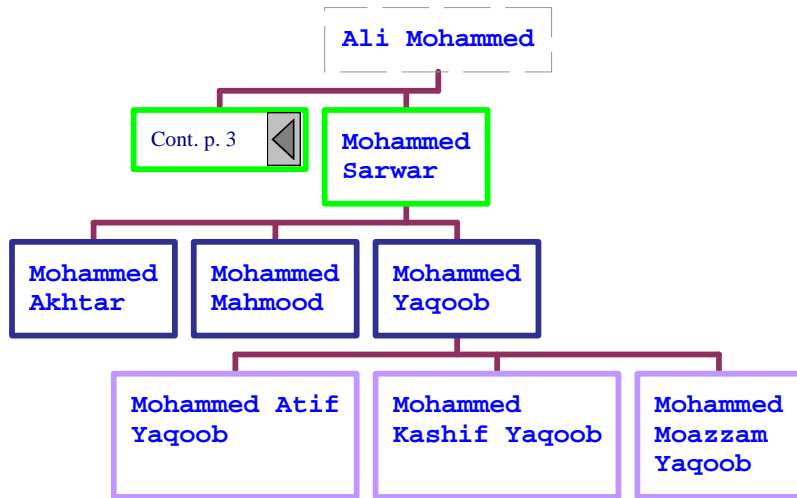 Ali Mohammed
Cont. p. 3
Mohammed
Sarwar
Mohammed
Akhtar
Mohammed
Mahmood
Mohammed
Yaqoob
Mohammed Atif
Yaqoob
Mohammed
Kashif Yaqoob
Mohammed
Moazzam
Yaqoob